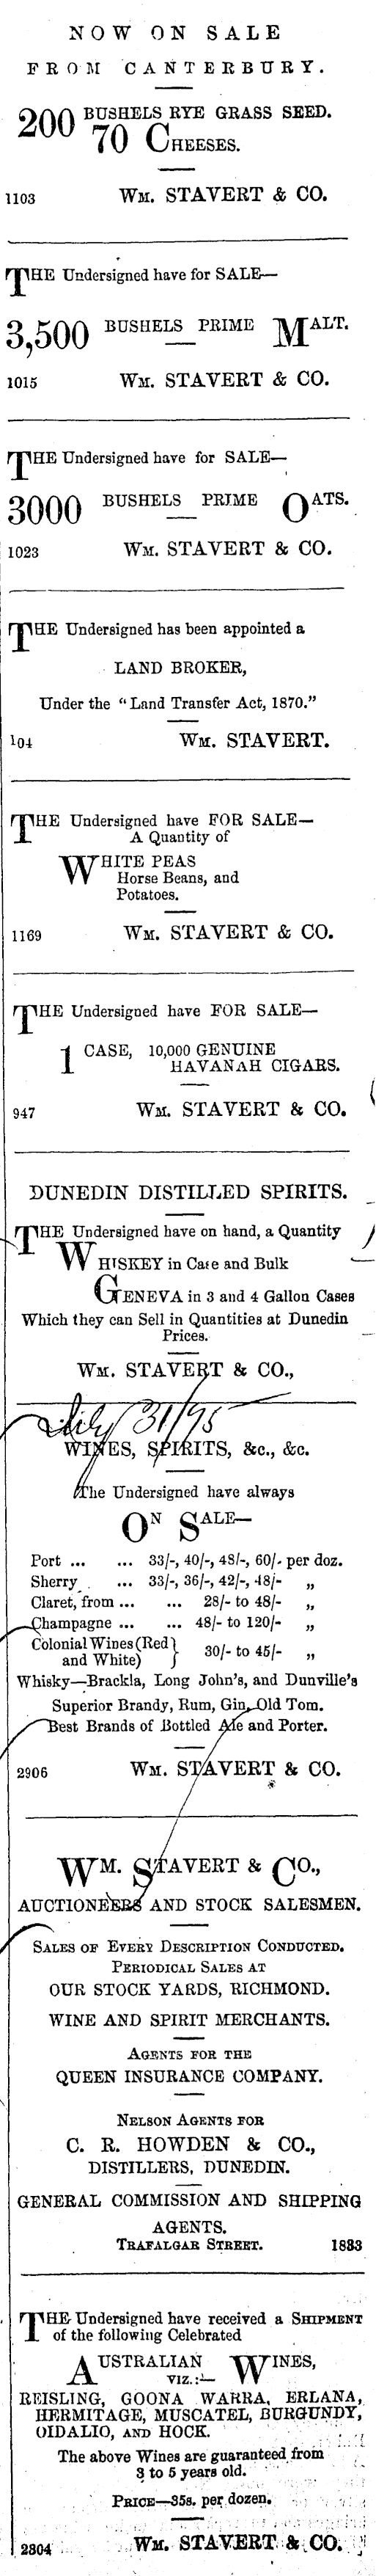 NOW ON SALE
FROM CANTERBURY.
200 BUSHELS RYE GRASS SEED.
70 CHEESES.
1103 WM. STAVERT & CO.
THE Undersigned have for SALE—
3,500 BUSHELS PRIME MALT.
1015 WM. STAVERT & CO.
THE Undersigned have for SALE—
3000 BUSHELS PRIME OATS.
1023 WM. STAVERT & CO.
THE Undersigned has been appointed a
LAND BROKER,
Under the "Land Transfer Act, 1870."
104 WM. STAVERT.
THE Undersigned have FOR SALE—
A Quantity of
WHITE PEAS
Horse Beans, and
Potatoes.
1169 WM. STAVERT & CO.
THE Undersigned have FOR SALE—
1 CASE, 10,000 GENUINE
HAVANAH CIGARS.
947 WM. STAVERT & CO.
DUNEDIN DISTILLED SPIRITS.
THE Undersigned have on hand, a Quantity
WHISKEY in Case and Bulk
GENEVA in 3 and 4 Gallon Cases
Which they can Sell in Quantities at Dunedin
Prices.
WM. STAVERT & CO.,
July 31/75
WINES, SPIRITS, &c., &c.
The Undersigned have always
ON SALE—
Port ... ... 33/-, 40/-, 48/-, 60/- per doz.
Sherry ... 33/-, 36/-, 42/-, 48/- „
Claret, from ... ... 28/- to 48/- „
Champagne ... ... 48/- to 120/- „
Colonial Wines (Red
and White) } 30/- to 45/- „
Whisky—Brackla, Long John's, and Dunville's
Superior Brandy, Rum, Gin, Old Tom.
Best Brands of Bottled Ale and Porter.
2906 WM. STAVERT & CO.
WM. STAVERT & CO.,
AUCTIONEERS AND STOCK SALESMEN.
SALES OF EVERY DESCRIPTION CONDUCTED.
PERIODICAL SALES AT
OUR STOCK YARDS, RICHMOND.
WINE AND SPIRIT MERCHANTS.
AGENTS FOR THE
QUEEN INSURANCE COMPANY.
NELSON AGENTS FOR
C. R. HOWDEN & CO.,
DISTILLERS, DUNEDIN.
GENERAL COMMISSION AND SHIPPING
AGENTS.
TRAFALGAR STREET. 1883
THE Undersigned have received a SHIPMENT
of the following Celebrated
AUSTRALIAN WINES,
VIZ.:—
REISLING, GOONA WARRA, ERLANA,
HERMITAGE, MUSCATEL, BURGUNDY,
OIDALIO, AND HOCK.
The above Wines are guaranteed from
3 to 5 years old.
PRICE—35s. per dozen.
2304 WM. STAVERT & CO.